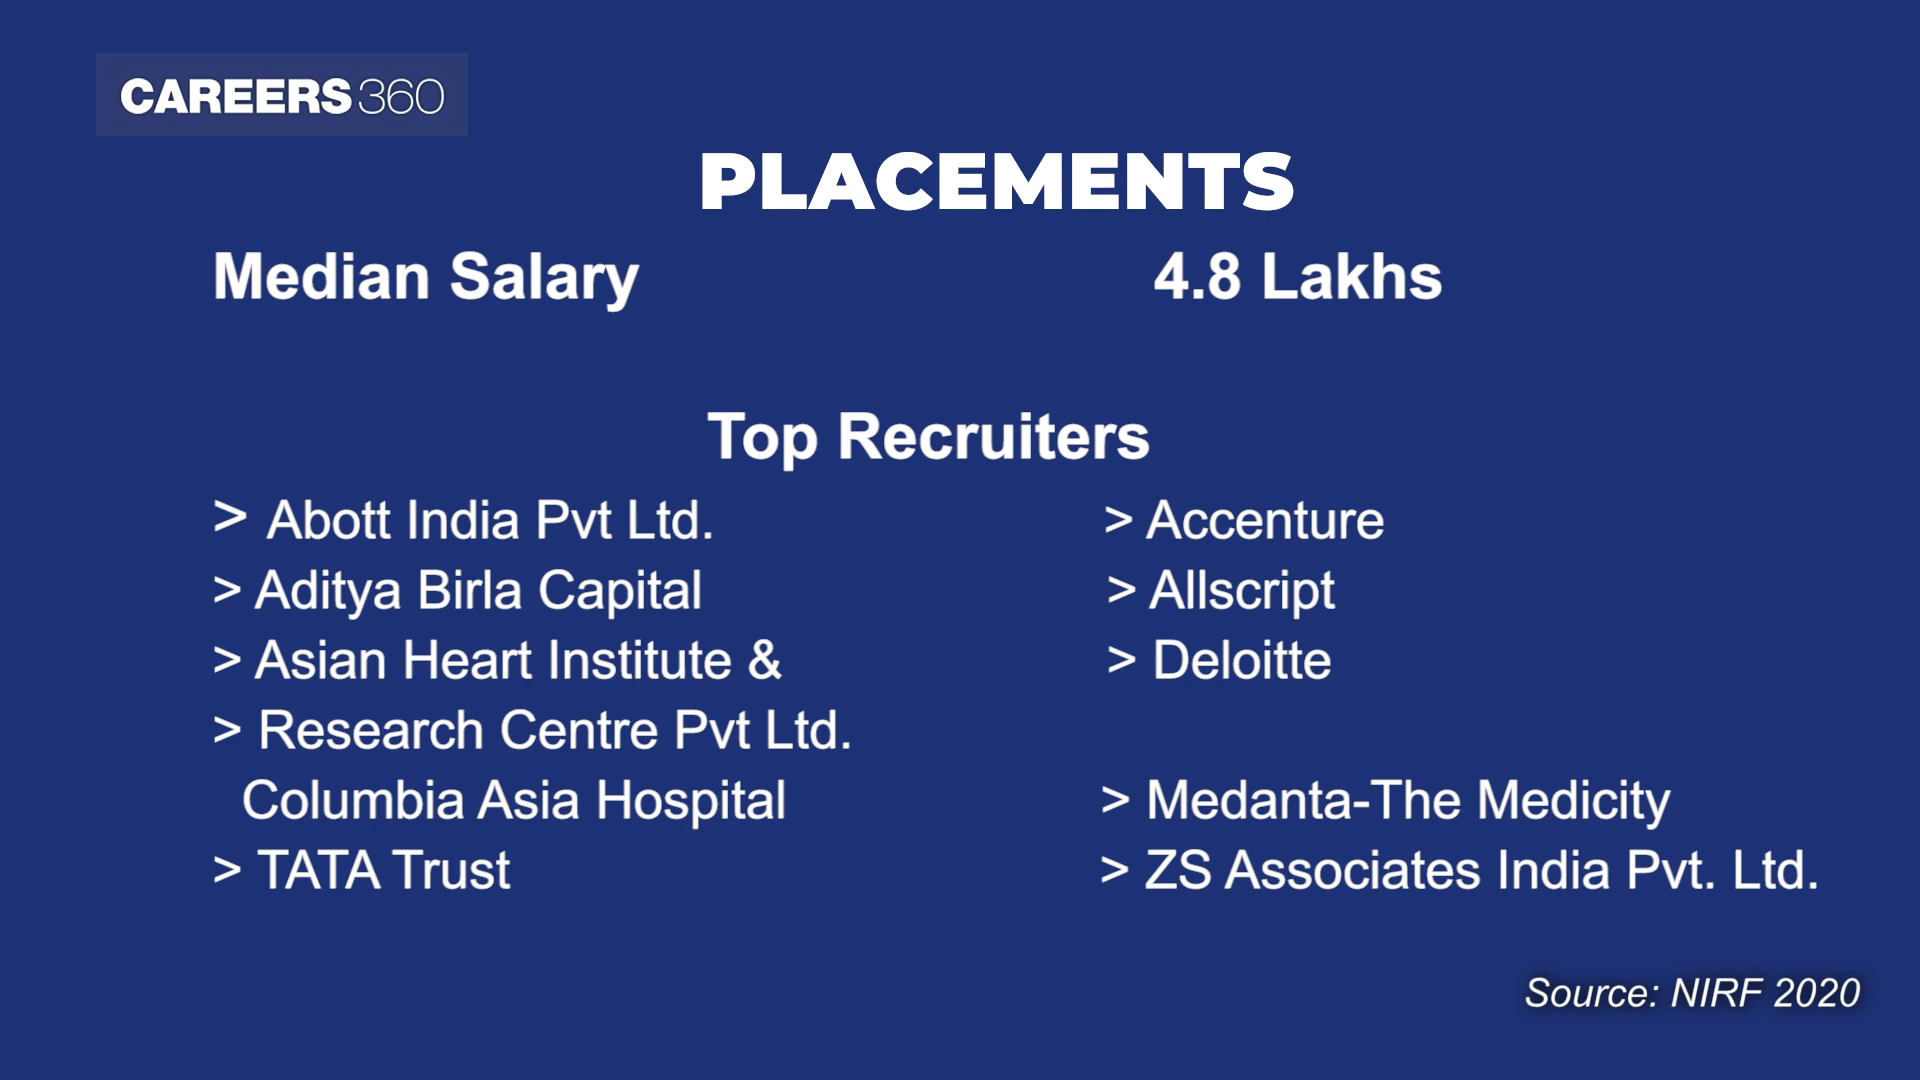 CAREERS360
PLACEMENTS
Median Salary 4.8 Lakhs
Top Recruiters
> Abott India Pvt Ltd.
> Aditya Birla Capital
> Asian Heart Institute &
> Research Centre Pvt Ltd.
Columbia Asia Hospital
> TATA Trust
> Accenture
> Allscript
> Deloitte
> Medanta-The Medicity
> ZS Associates India Pvt. Ltd.
Source: NIRF 2020